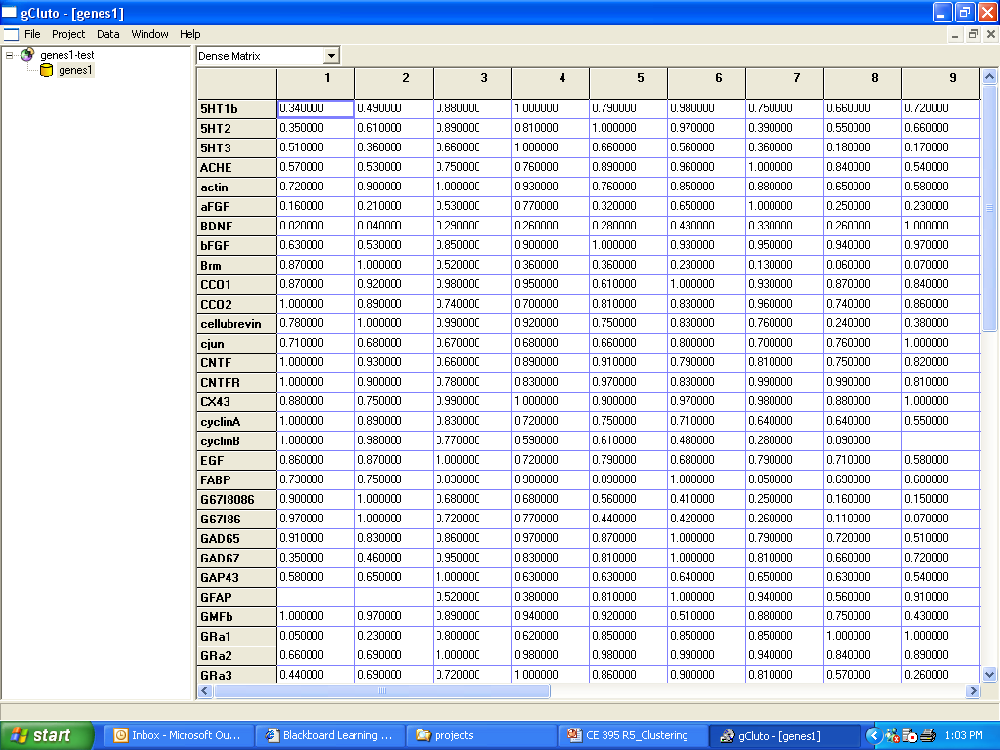 gCluto - [genes1]
File Project Data Window Help
genes1-test
genes1
Dense Matrix
1 2 3 4 5 6 7 8 9
5HT1b 0.340000 0.490000 0.880000 1.000000 0.790000 0.980000 0.750000 0.660000 0.720000
5HT2 0.350000 0.610000 0.890000 0.810000 1.000000 0.970000 0.390000 0.550000 0.660000
5HT3 0.510000 0.360000 0.660000 1.000000 0.660000 0.560000 0.360000 0.180000 0.170000
ACHE 0.570000 0.530000 0.750000 0.760000 0.890000 0.960000 1.000000 0.840000 0.540000
actin 0.720000 0.900000 1.000000 0.930000 0.760000 0.850000 0.880000 0.650000 0.580000
aFGF 0.160000 0.210000 0.530000 0.770000 0.320000 0.650000 1.000000 0.250000 0.230000
BDNF 0.020000 0.040000 0.290000 0.260000 0.280000 0.430000 0.330000 0.260000 1.000000
bFGF 0.630000 0.530000 0.850000 0.900000 1.000000 0.930000 0.950000 0.940000 0.970000
Brm 0.870000 1.000000 0.520000 0.360000 0.360000 0.230000 0.130000 0.060000 0.070000
CCO1 0.870000 0.920000 0.980000 0.950000 0.610000 1.000000 0.930000 0.870000 0.840000
CCO2 1.000000 0.890000 0.740000 0.700000 0.810000 0.830000 0.960000 0.740000 0.860000
cellubrevin 0.780000 1.000000 0.990000 0.920000 0.750000 0.830000 0.760000 0.240000 0.380000
cjun 0.710000 0.680000 0.670000 0.680000 0.660000 0.800000 0.700000 0.760000 1.000000
CNTF 1.000000 0.930000 0.660000 0.890000 0.910000 0.790000 0.810000 0.750000 0.820000
CNTFR 1.000000 0.900000 0.780000 0.830000 0.970000 0.830000 0.990000 0.990000 0.810000
CX43 0.880000 0.750000 0.990000 1.000000 0.900000 0.970000 0.980000 0.880000 1.000000
cyclinA 1.000000 0.890000 0.830000 0.720000 0.750000 0.710000 0.640000 0.640000 0.550000
cyclinB 1.000000 0.980000 0.770000 0.590000 0.610000 0.480000 0.280000 0.090000
EGF 0.860000 0.870000 1.000000 0.720000 0.790000 0.680000 0.790000 0.710000 0.580000
FABP 0.730000 0.750000 0.830000 0.900000 0.890000 1.000000 0.850000 0.690000 0.680000
G67I8086 0.900000 1.000000 0.680000 0.680000 0.560000 0.410000 0.250000 0.160000 0.150000
G67I86 0.970000 1.000000 0.720000 0.770000 0.440000 0.420000 0.260000 0.110000 0.070000
GAD65 0.910000 0.830000 0.860000 0.970000 0.870000 1.000000 0.790000 0.720000 0.510000
GAD67 0.350000 0.460000 0.950000 0.830000 0.810000 1.000000 0.810000 0.660000 0.720000
GAP43 0.580000 0.650000 1.000000 0.630000 0.630000 0.640000 0.650000 0.630000 0.540000
GFAP 0.520000 0.380000 0.810000 1.000000 0.940000 0.560000 0.910000
GMFb 1.000000 0.970000 0.890000 0.940000 0.920000 0.510000 0.880000 0.750000 0.430000
GRa1 0.050000 0.230000 0.800000 0.620000 0.850000 0.850000 0.850000 1.000000 1.000000
GRa2 0.660000 0.690000 1.000000 0.980000 0.980000 0.990000 0.940000 0.840000 0.890000
GRa3 0.440000 0.690000 0.720000 1.000000 0.860000 0.900000 0.810000 0.570000 0.260000
start Inbox - Microsoft Ou... Blackboard Learning ... projects CE 395 R5_Clustering gCluto - [genes1] 1:03 PM